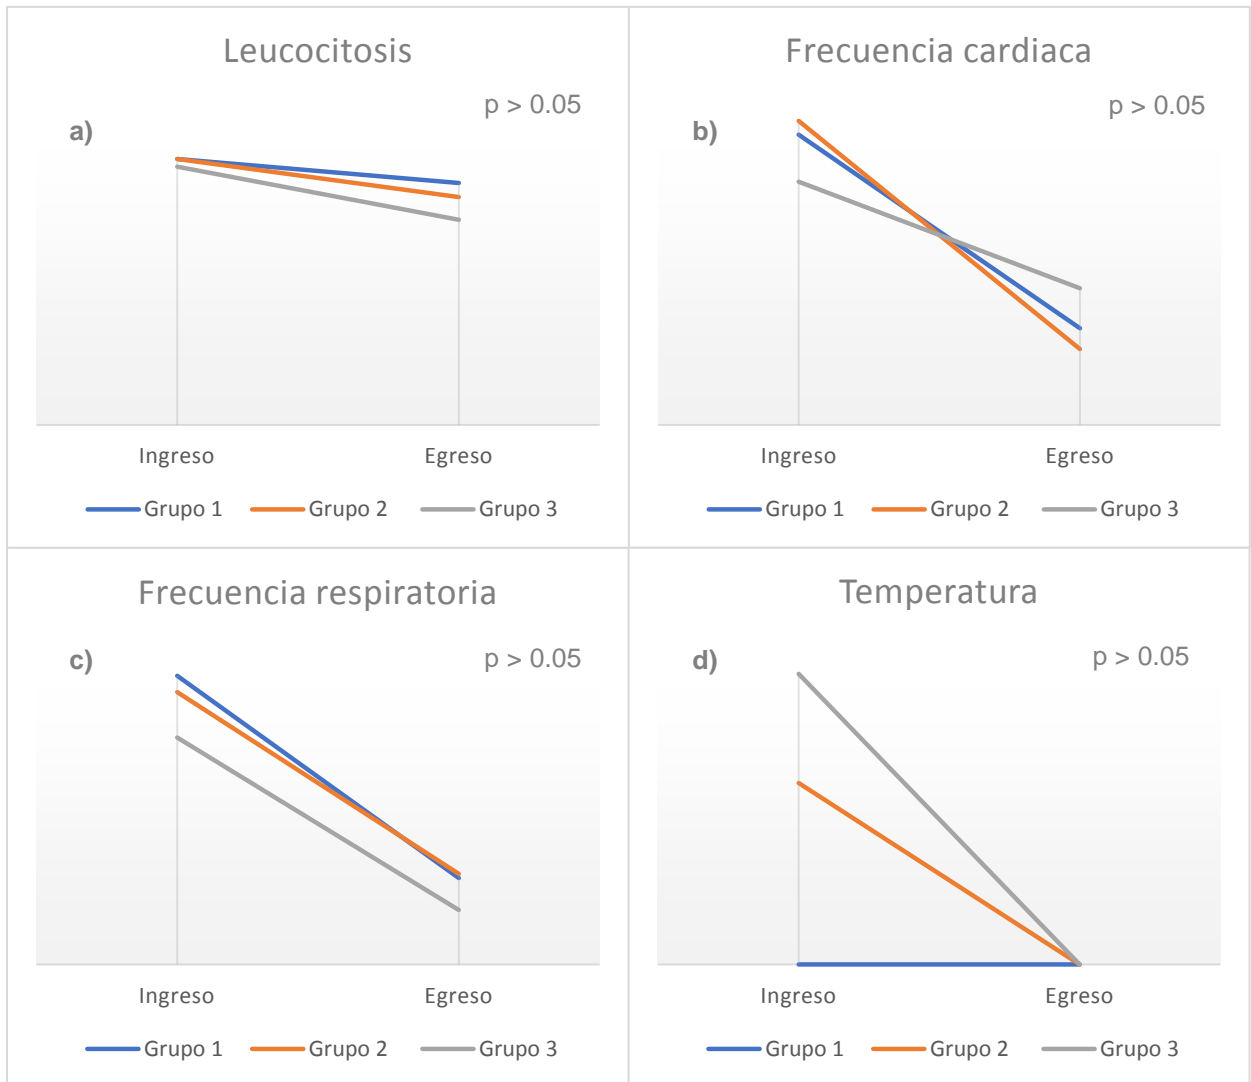 Leucocitosis
p > 0.05
a)
Ingreso Egreso
Grupo 1 Grupo 2 Grupo 3
Frecuencia cardiaca
p > 0.05
b)
Ingreso Egreso
Grupo 1 Grupo 2 Grupo 3
Frecuencia respiratoria
c) p > 0.05
Ingreso Egreso
Grupo 1 Grupo 2 Grupo 3
Temperatura
d) p > 0.05
Ingreso Egreso
Grupo 1 Grupo 2 Grupo 3